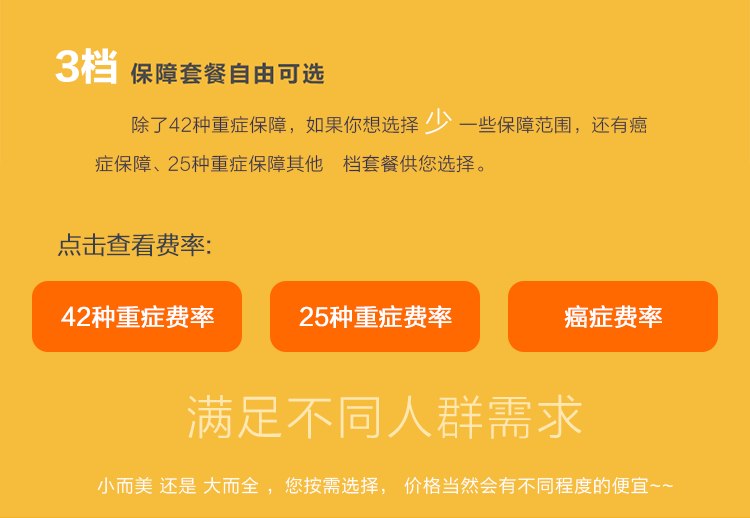 3档 保障套餐自由可选
除了42种重症保障，如果你想选择 少 一些保障范围，还有癌
症保障、25种重症保障其他 档套餐供您选择。
点击查看费率:
42种重症费率
25种重症费率
癌症费率
满足不同人群需求
小而美 还是 大而全 ，您按需选择， 价格当然会有不同程度的便宜~~